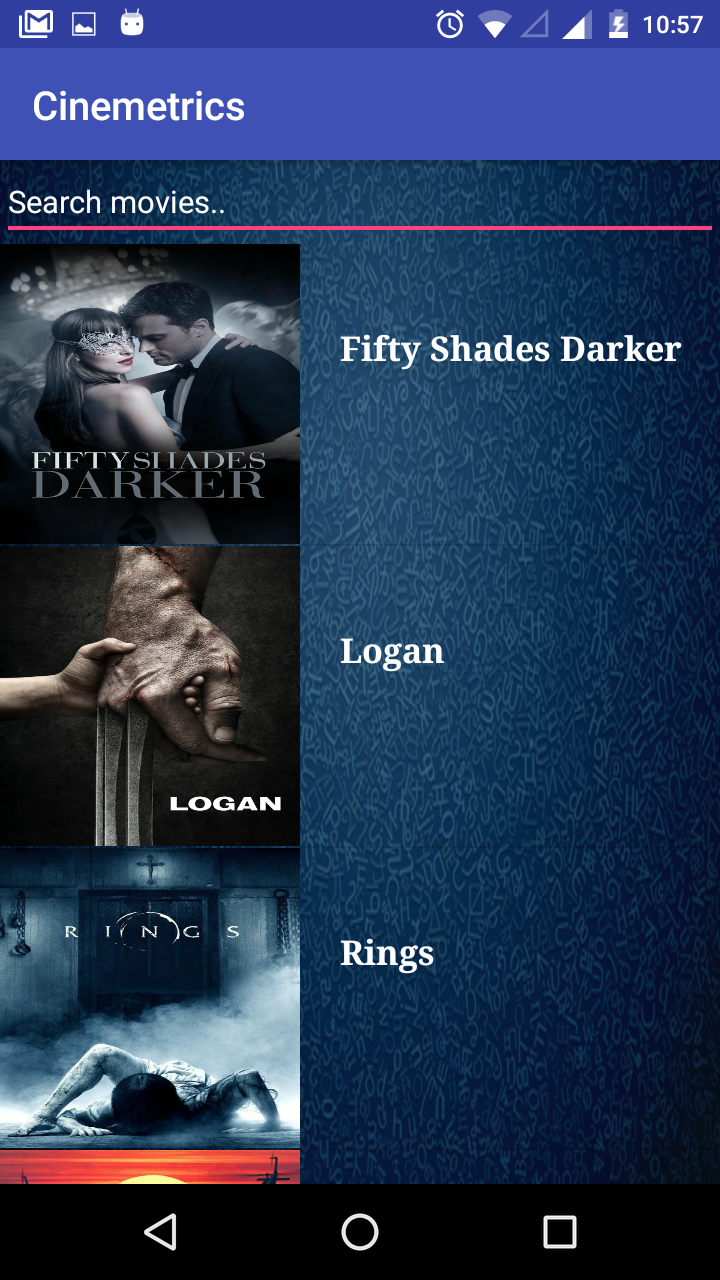 10:57
Cinemetrics
Search movies..
FIFTY SHADES
DARKER
Fifty Shades Darker
LOGAN
Logan
RINGS
Rings